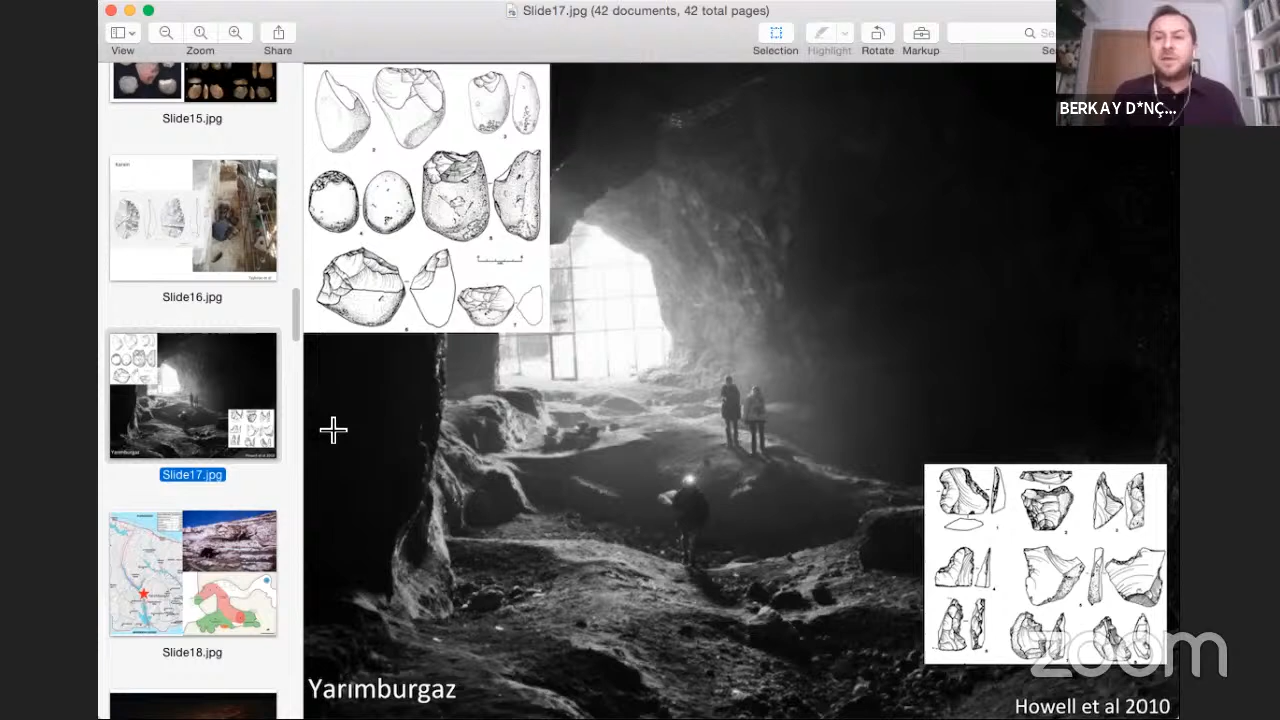 Slide17.jpg (42 documents, 42 total pages)
View
Zoom
Share
Selection
Highlight
Rotate
Markup
BERKAY D*NÇ...
Slide15.jpg
Slide16.jpg
Slide17.jpg
Slide18.jpg
Yarımburgaz
Howell et al 2010
zoom